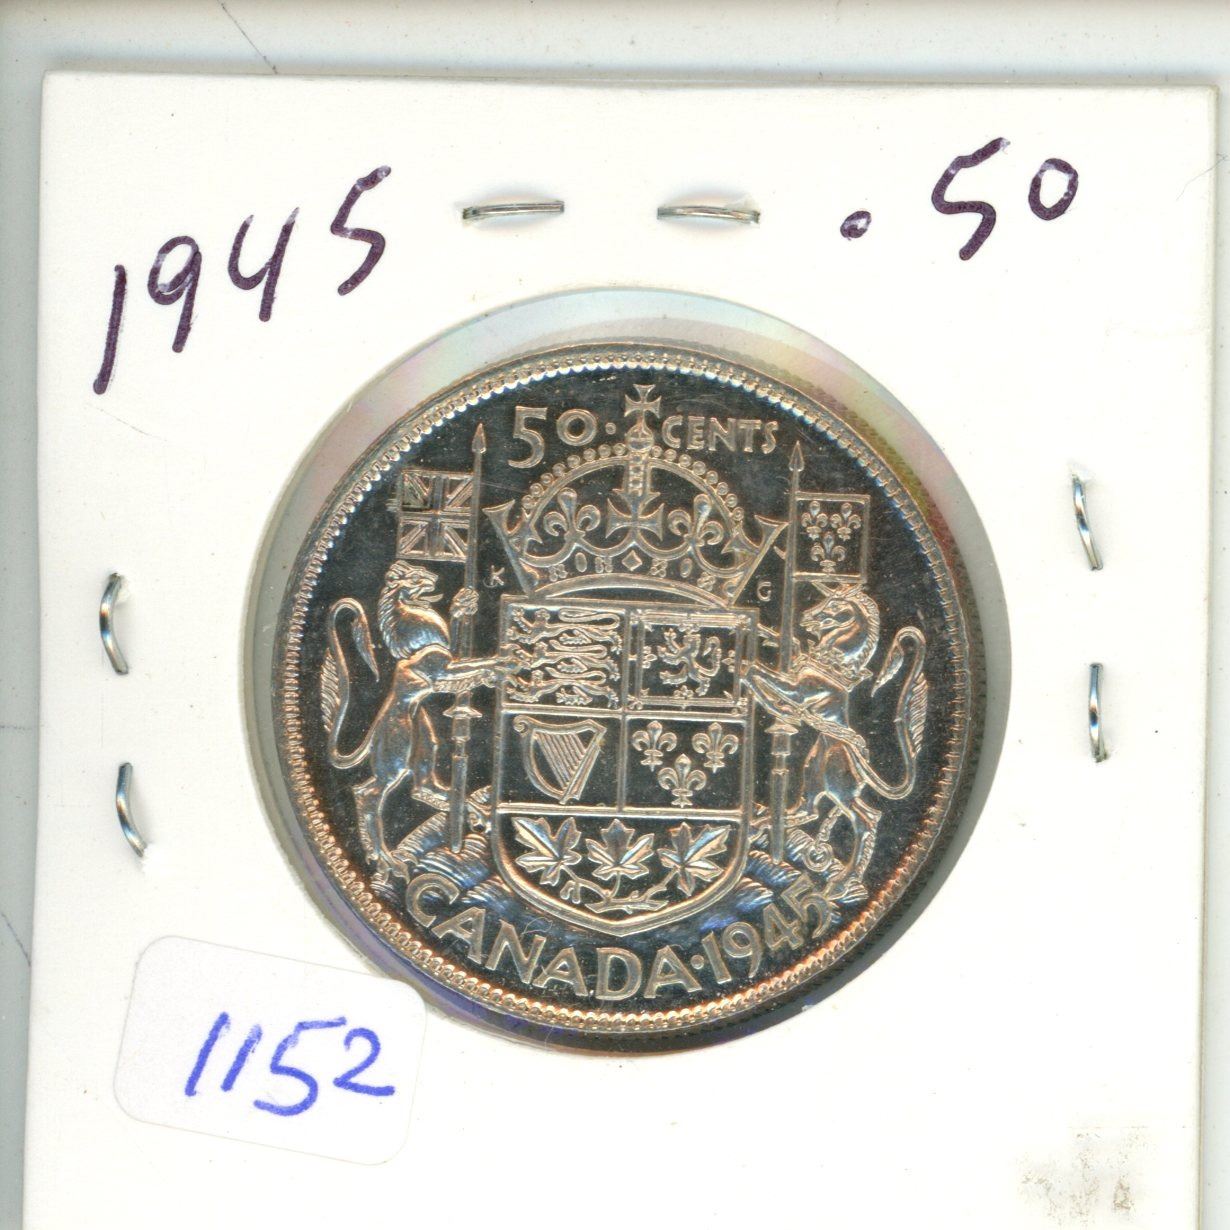 1945 .50
50· CENTS
K G
CANADA·1945
1152